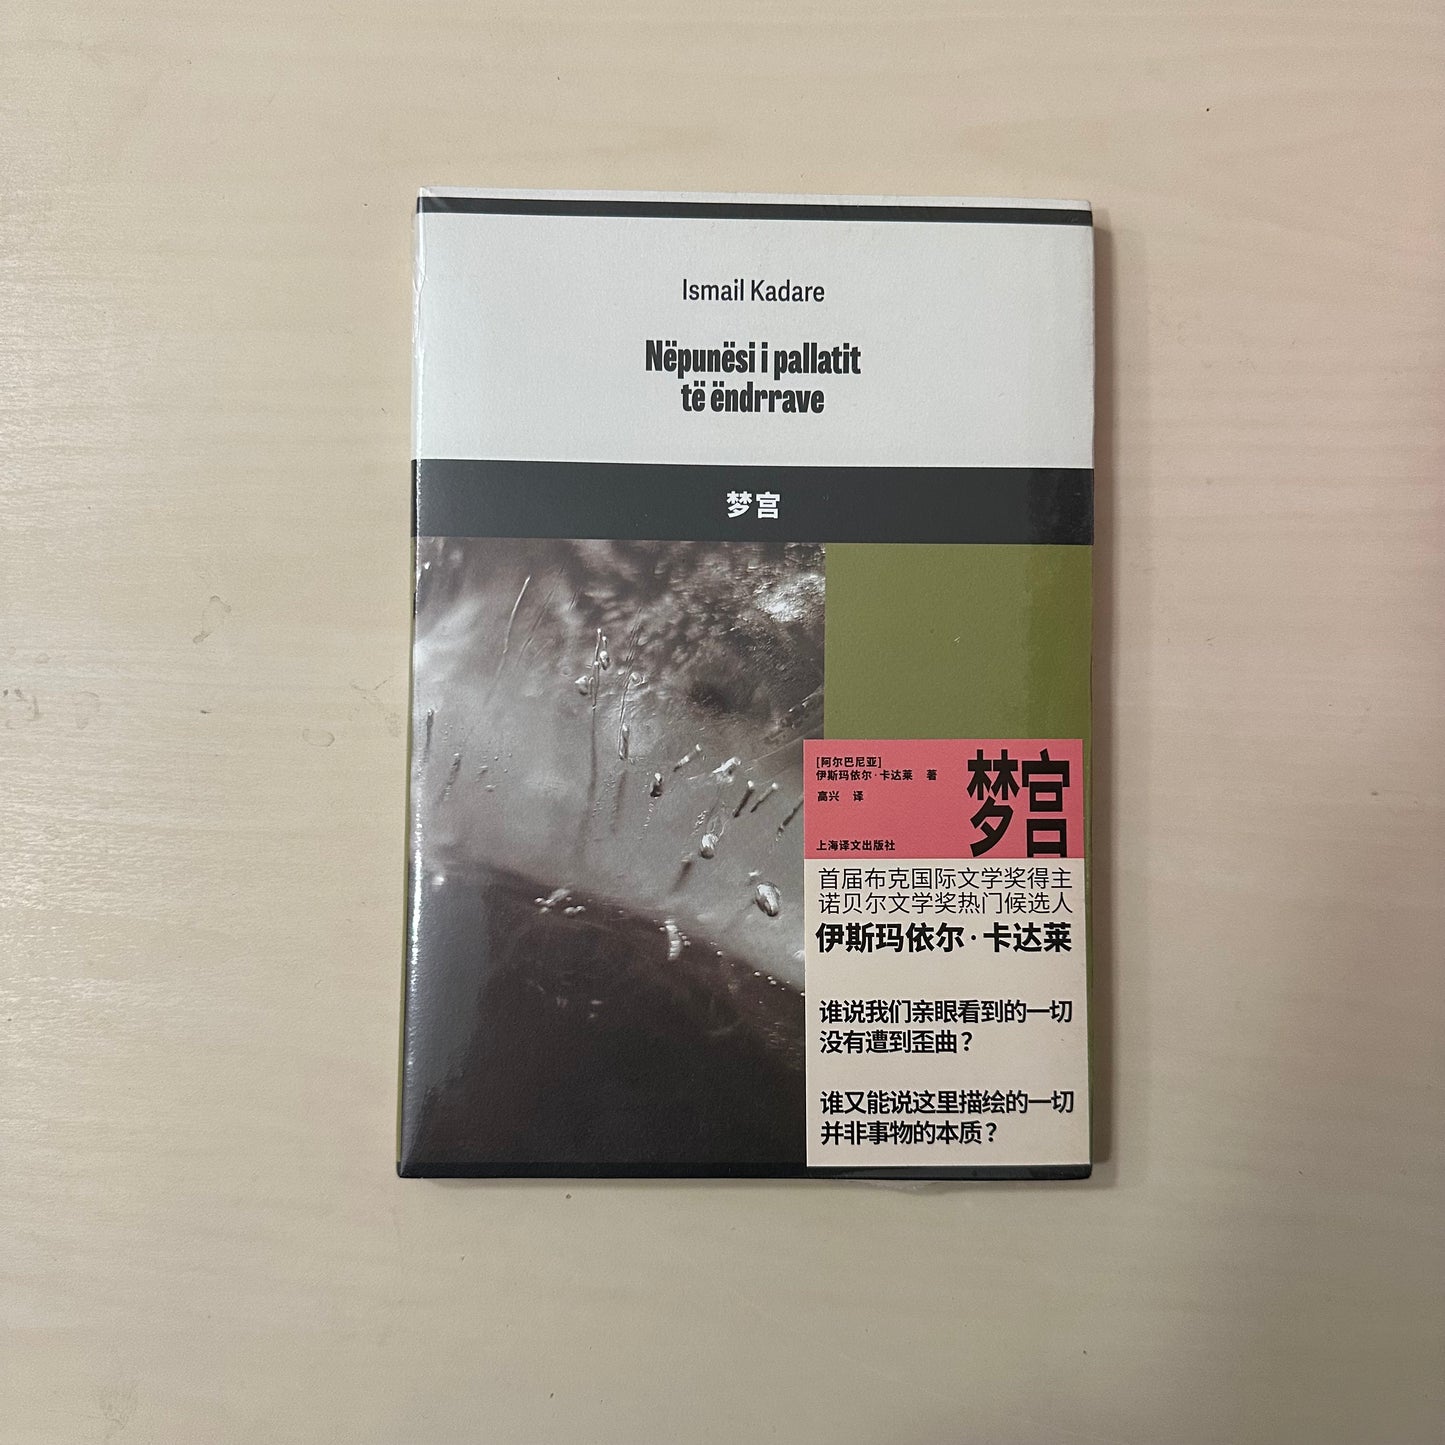 Ismail Kadare
Nëpunësi i pallatit
të ëndrrave
梦宫
[阿尔巴尼亚]
伊斯玛依尔·卡达莱 著
高兴 译
上海译文出版社
梦宫
首届布克国际文学奖得主
诺贝尔文学奖热门候选人
伊斯玛依尔·卡达莱
谁说我们亲眼看到的一切
没有遭到歪曲？
谁又能说这里描绘的一切
并非事物的本质？